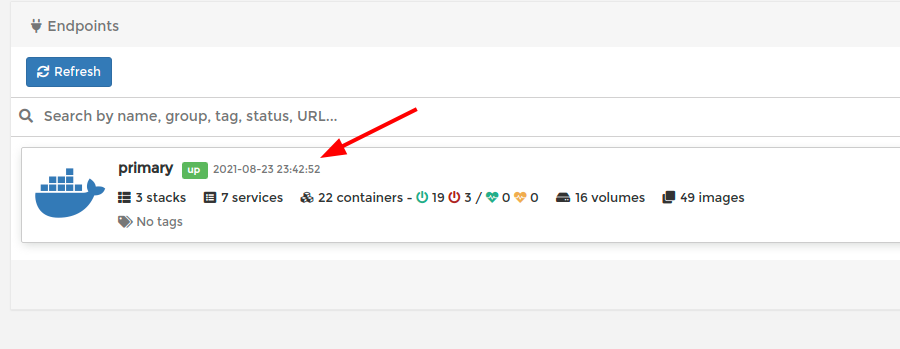 Endpoints
Refresh
Search by name, group, tag, status, URL...
primary up 2021-08-23 23:42:52
3 stacks 7 services 22 containers - 19 3 / 0 0 16 volumes 49 images
No tags